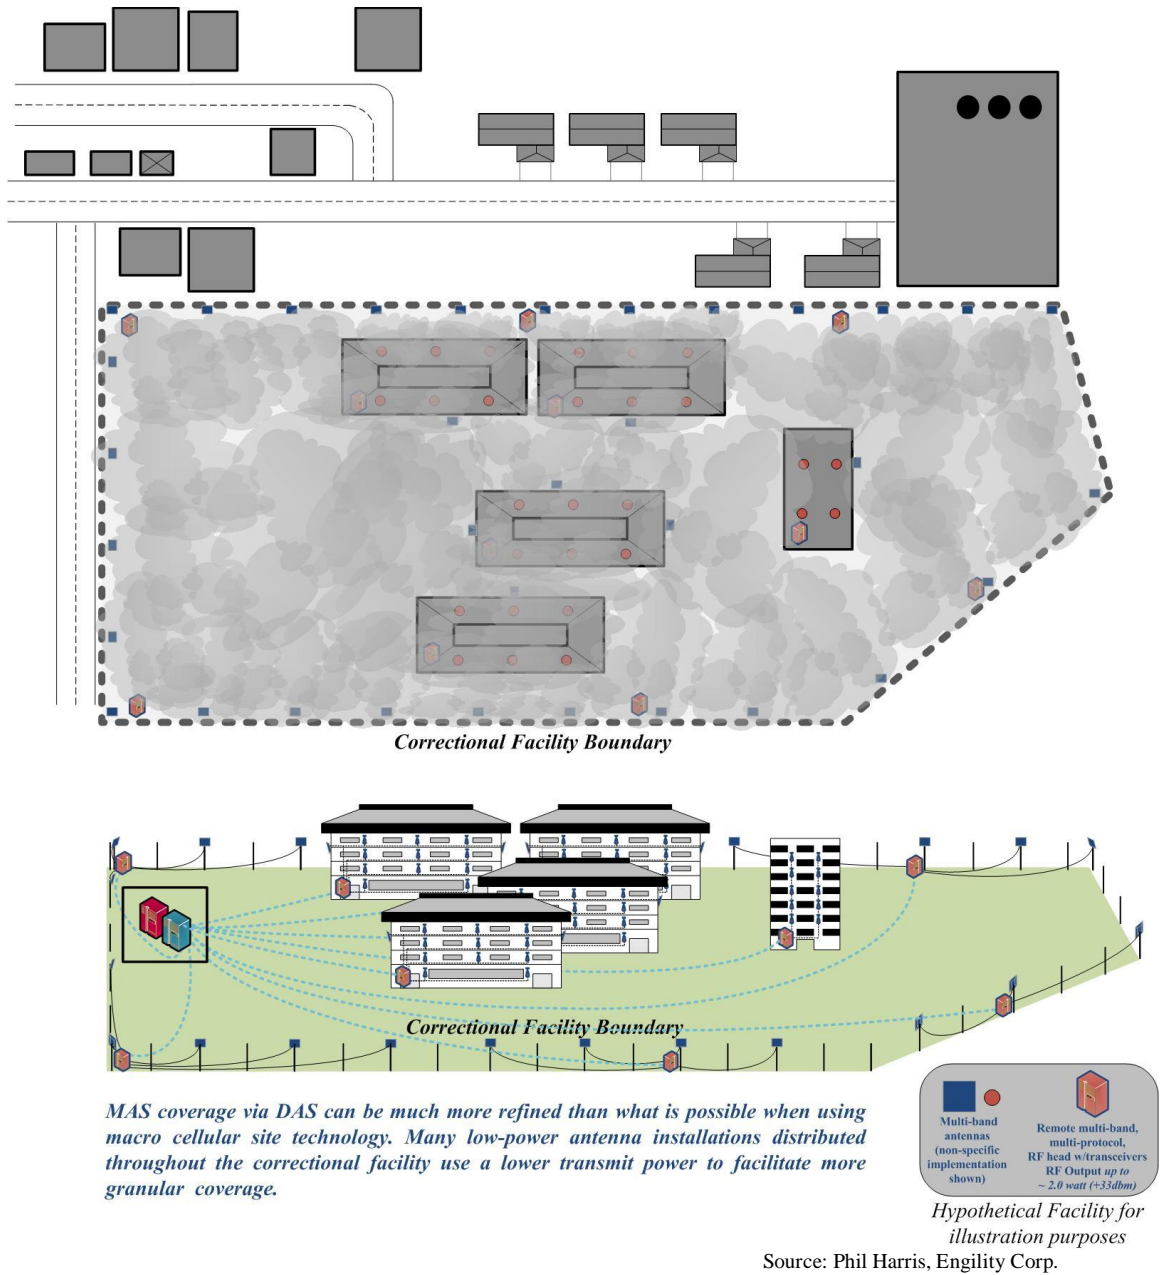 Correctional Facility Boundary
Correctional Facility Boundary
MAS coverage via DAS can be much more refined than what is possible when using
macro cellular site technology. Many low-power antenna installations distributed
throughout the correctional facility use a lower transmit power to facilitate more
granular coverage.
Multi-band
antennas
(non-specific
implementation
shown)
Remote multi-band,
multi-protocol,
RF head w/transceivers
RF Output up to
~ 2.0 watt (+33dbm)
Hypothetical Facility for
illustration purposes
Source: Phil Harris, Engility Corp.